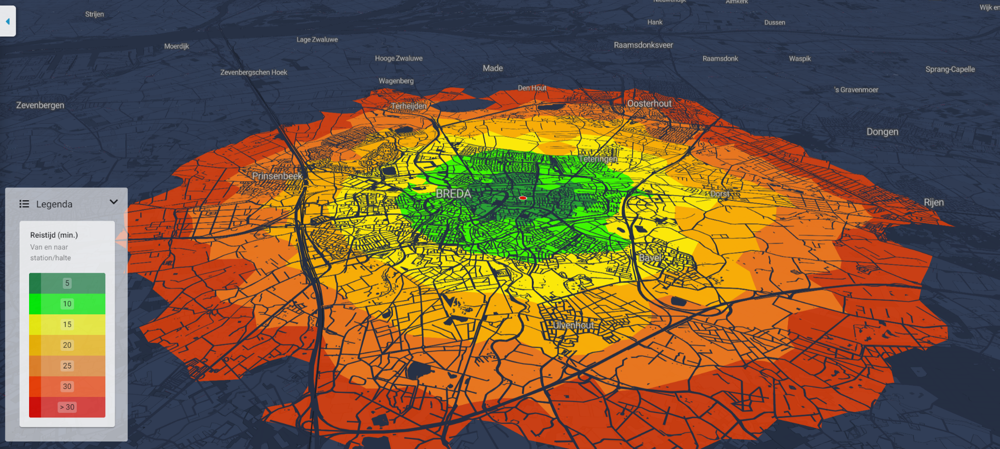 Nieuwendijk
Almkerk
Wijk en
Strijen
Hank
Dussen
Lage Zwaluwe
Moerdijk
Raamsdonksveer
Hooge Zwaluwe
Raamsdonk
Waspik
Made
Sprang-Capelle
Zevenbergschen Hoek
Wagenberg
Den Hout
's Gravenmoer
Zevenbergen
Terheijden
Oosterhout
Dongen
Teteringen
Prinsenbeek
BREDA
Dorst
Rijen
Bavel
Ulvenhout
Legenda
Reistijd (min.)
Van en naar
station/halte
5
10
15
20
25
30
> 30